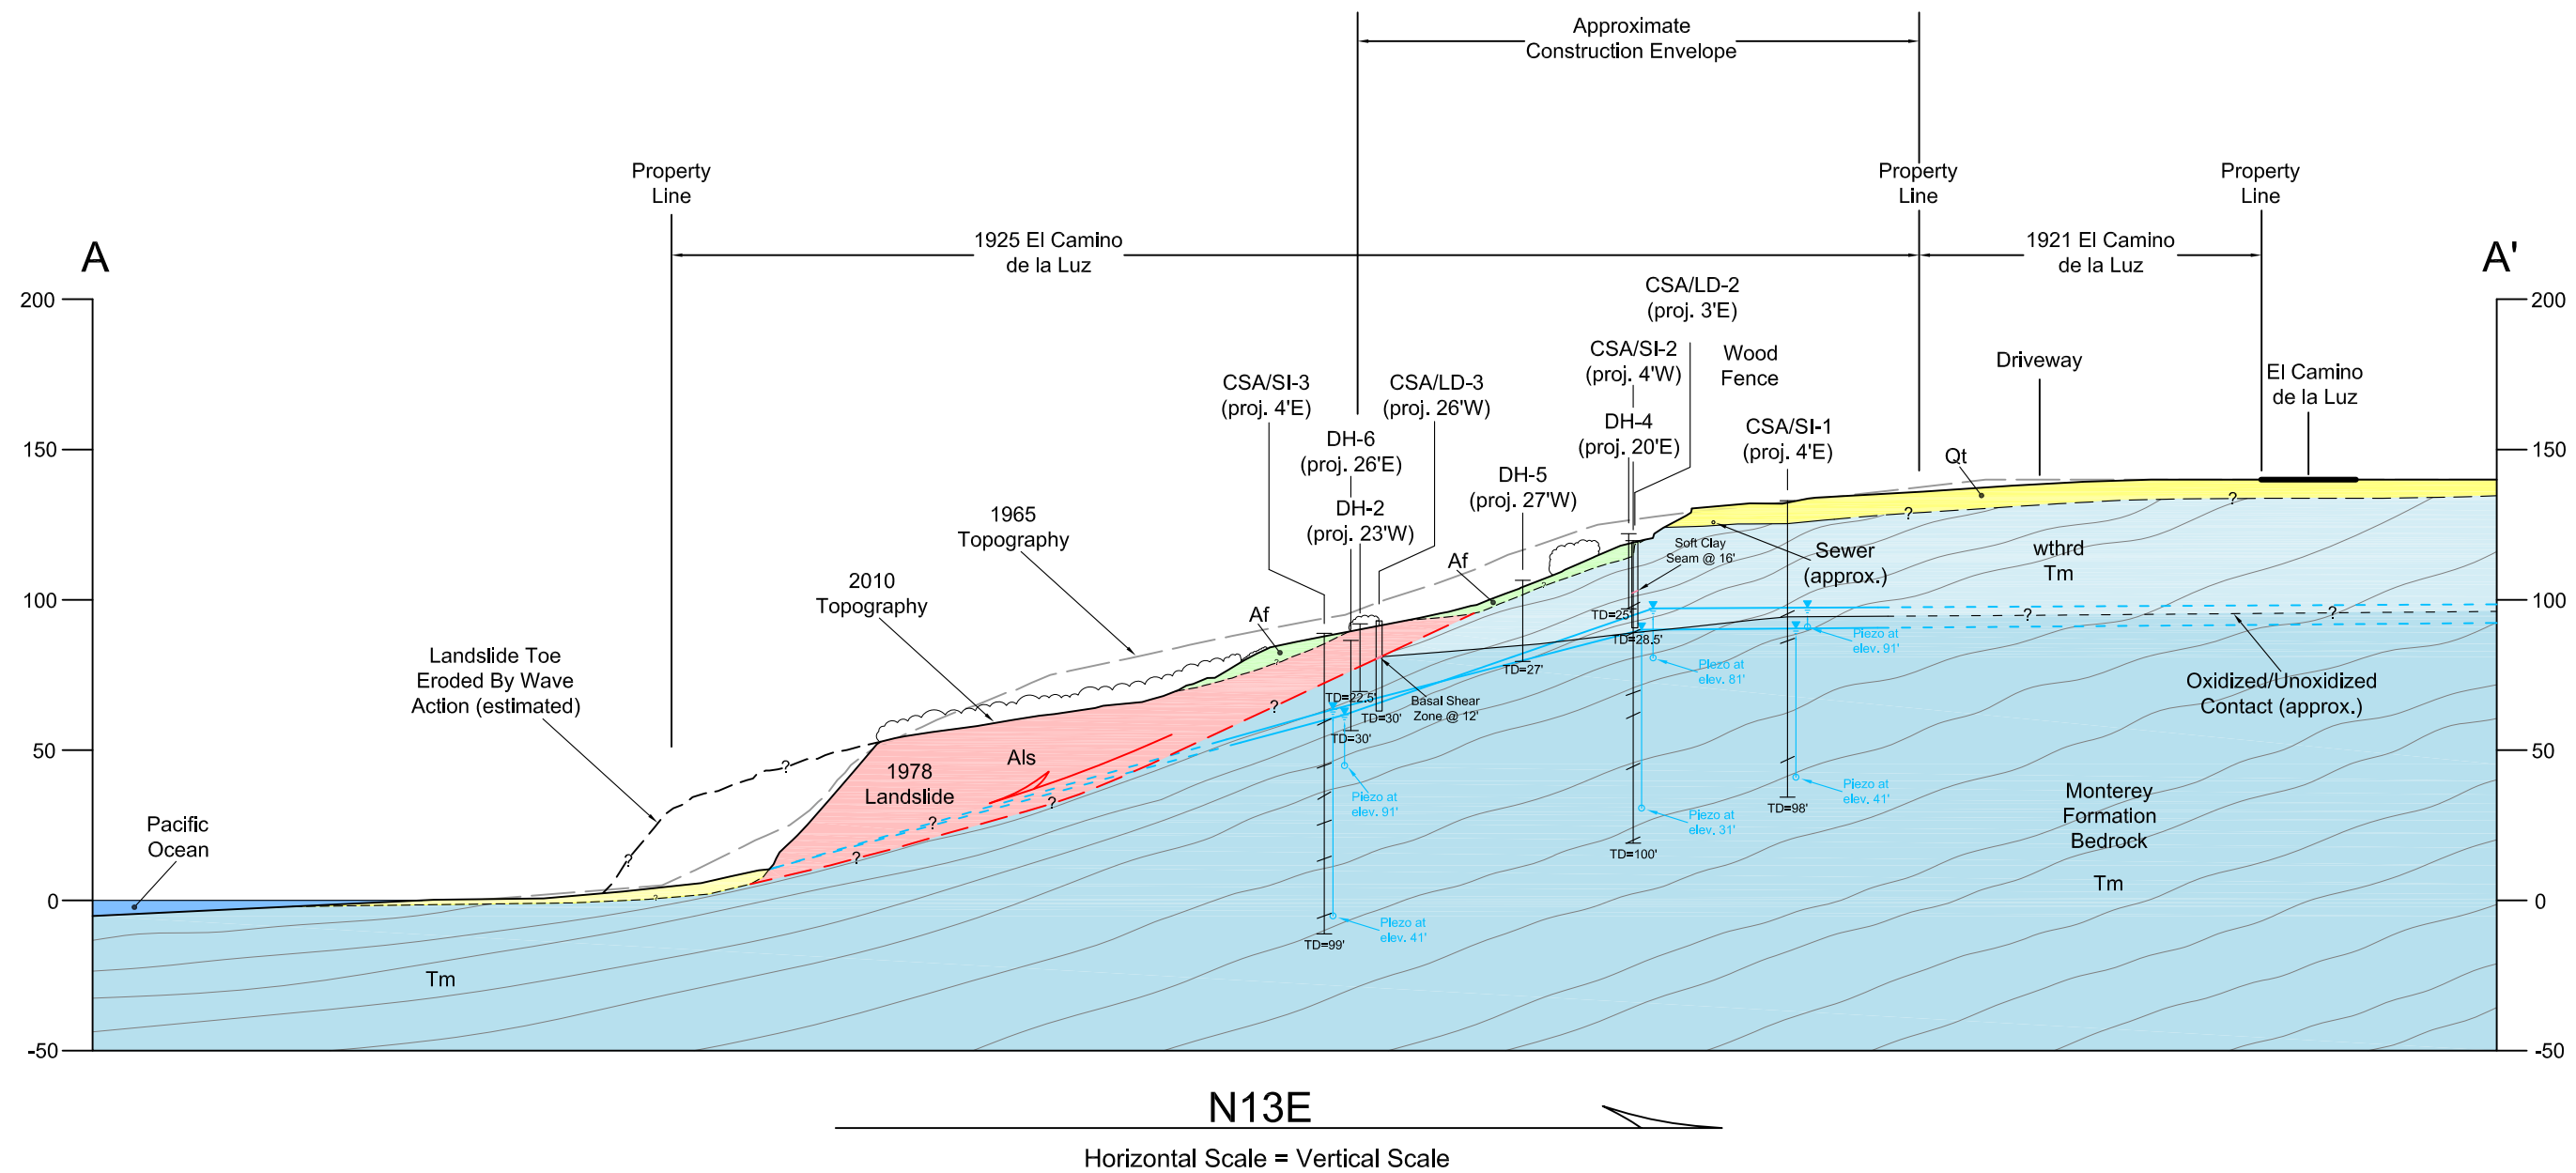 Approximate
Construction Envelope
Property
Line
Property
Line
Property
Line
A
1925 El Camino
de la Luz
1921 El Camino
de la Luz
A'
CSA/LD-2
(proj. 3'E)
200
200
CSA/SI-2
(proj. 4'W)
Wood
Fence
Driveway
El Camino
de la Luz
CSA/SI-3
(proj. 4'E)
CSA/LD-3
(proj. 26'W)
DH-4
(proj. 20'E)
CSA/SI-1
(proj. 4'E)
DH-6
(proj. 26'E)
150
150
Qt
DH-5
(proj. 27'W)
DH-2
(proj. 23'W)
1965
Topography
?
?
Soft Clay
Seam @ 16'
Sewer
(approx.)
wthrd
Tm
2010
Topography
Af
Af
?
100
100
TD=25'
?
?
TD=28.5'
Piezo at
elev. 91'
Piezo at
elev. 81'
Landslide Toe
Eroded By Wave
Action (estimated)
?
TD=27'
Oxidized/Unoxidized
Contact (approx.)
TD=22.5'
Basal Shear
Zone @ 12'
?
TD=30'
TD=30'
50
50
Als
?
1978
Landslide
?
Piezo at
elev. 91'
Piezo at
elev. 41'
TD=98'
Monterey
Formation
Bedrock
Piezo at
elev. 31'
Pacific
Ocean
?
?
?
TD=100'
Tm
0
0
?
Piezo at
elev. 41'
TD=99'
Tm
-50
-50
N13E
Horizontal Scale = Vertical Scale